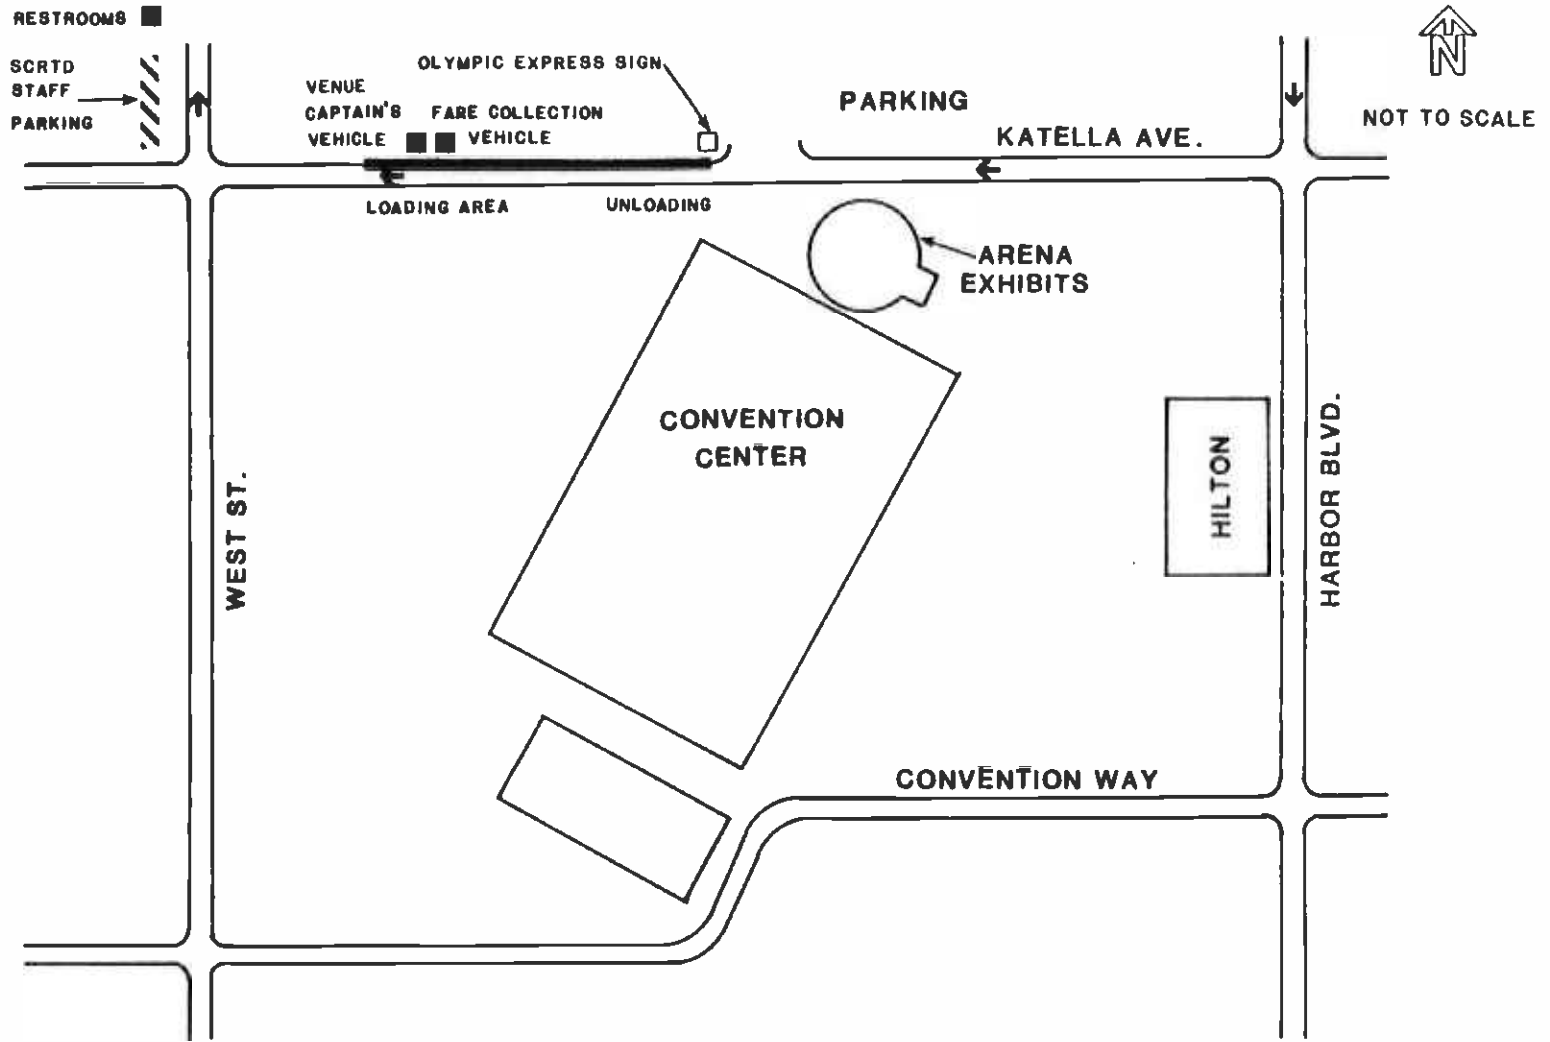 RESTROOMS
SCRTD
STAFF
PARKING
VENUE
CAPTAIN'S
VEHICLE
FARE COLLECTION
VEHICLE
OLYMPIC EXPRESS SIGN
PARKING
KATELLA AVE.
N
NOT TO SCALE
LOADING AREA
UNLOADING
ARENA
EXHIBITS
CONVENTION
CENTER
HILTON
HARBOR BLVD.
WEST ST.
CONVENTION WAY